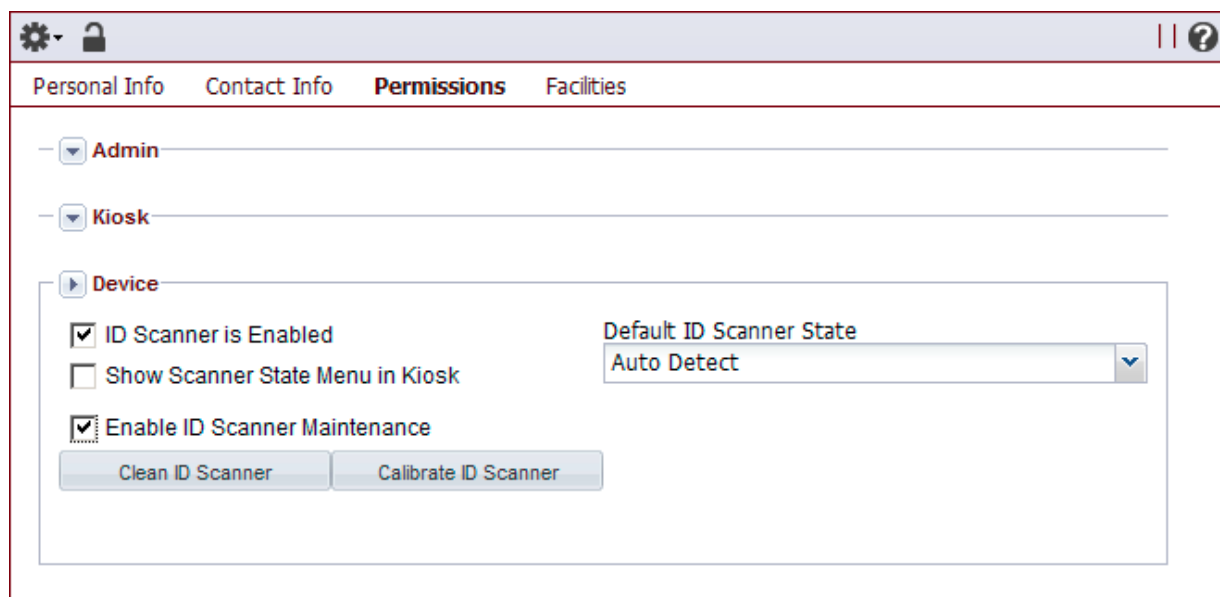 Personal Info Contact Info Permissions Facilities
Admin
Kiosk
Device
ID Scanner is Enabled
Default ID Scanner State
Auto Detect
Show Scanner State Menu in Kiosk
Enable ID Scanner Maintenance
Clean ID Scanner Calibrate ID Scanner